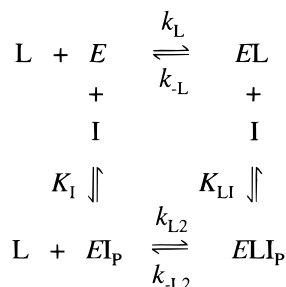 k_L
L + E ⇌ EL
k_-L
+ +
I I
K_I ⇌ K_LI ⇌
k_L2
L + EI_P ⇌ ELI_P
k_-L2